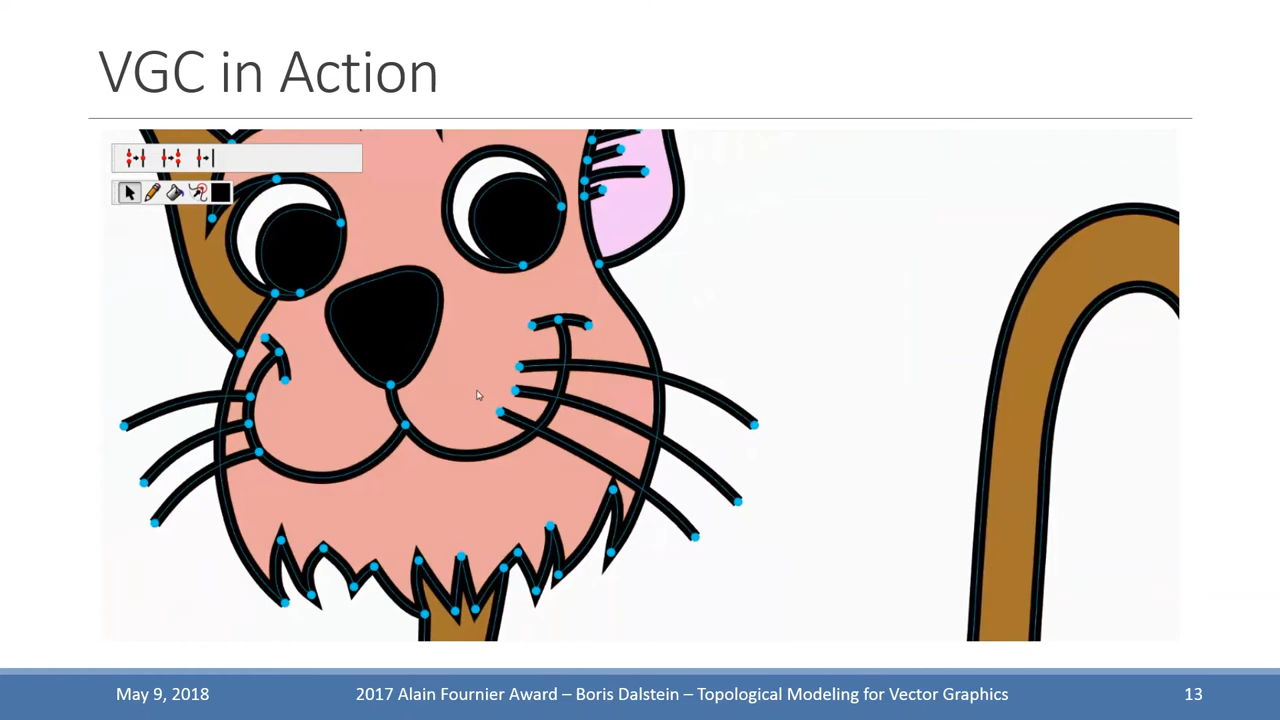 VGC in Action
May 9, 2018
2017 Alain Fournier Award – Boris Dalstein – Topological Modeling for Vector Graphics
13